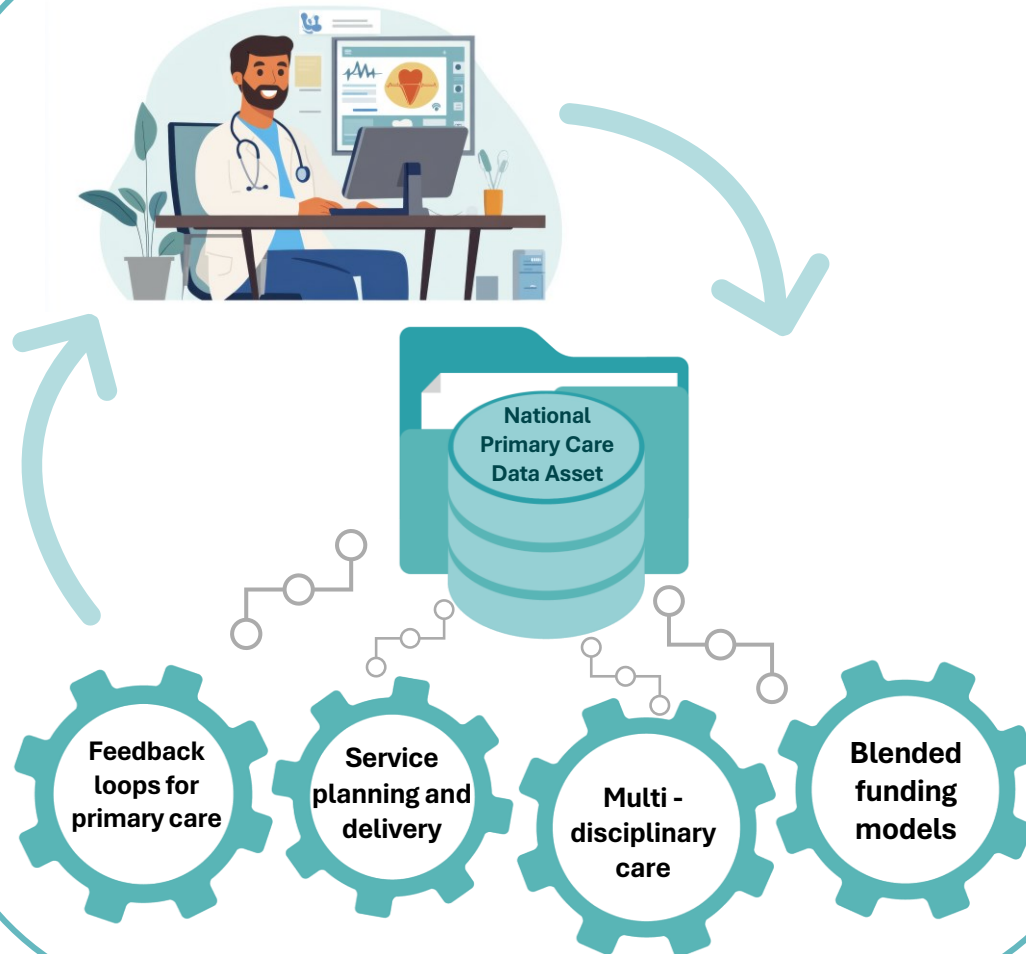 National
Primary Care
Data Asset
Feedback
loops for
primary care
Service
planning and
delivery
Multi -
disciplinary
care
Blended
funding
models